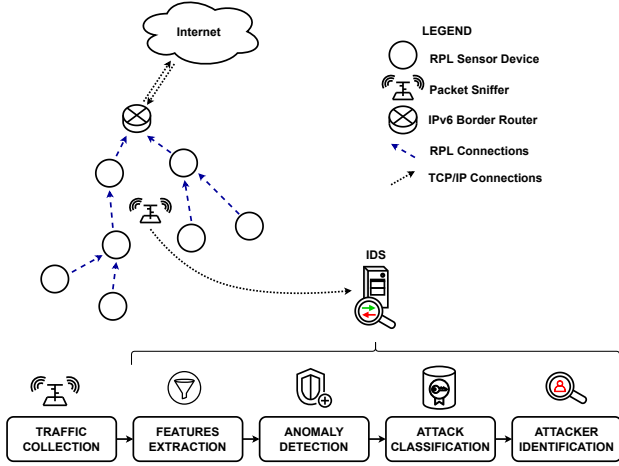 Internet
LEGEND
RPL Sensor Device
Packet Sniffer
IPv6 Border Router
RPL Connections
TCP/IP Connections
IDS
TRAFFIC
COLLECTION
FEATURES
EXTRACTION
ANOMALY
DETECTION
ATTACK
CLASSIFICATION
ATTACKER
IDENTIFICATION